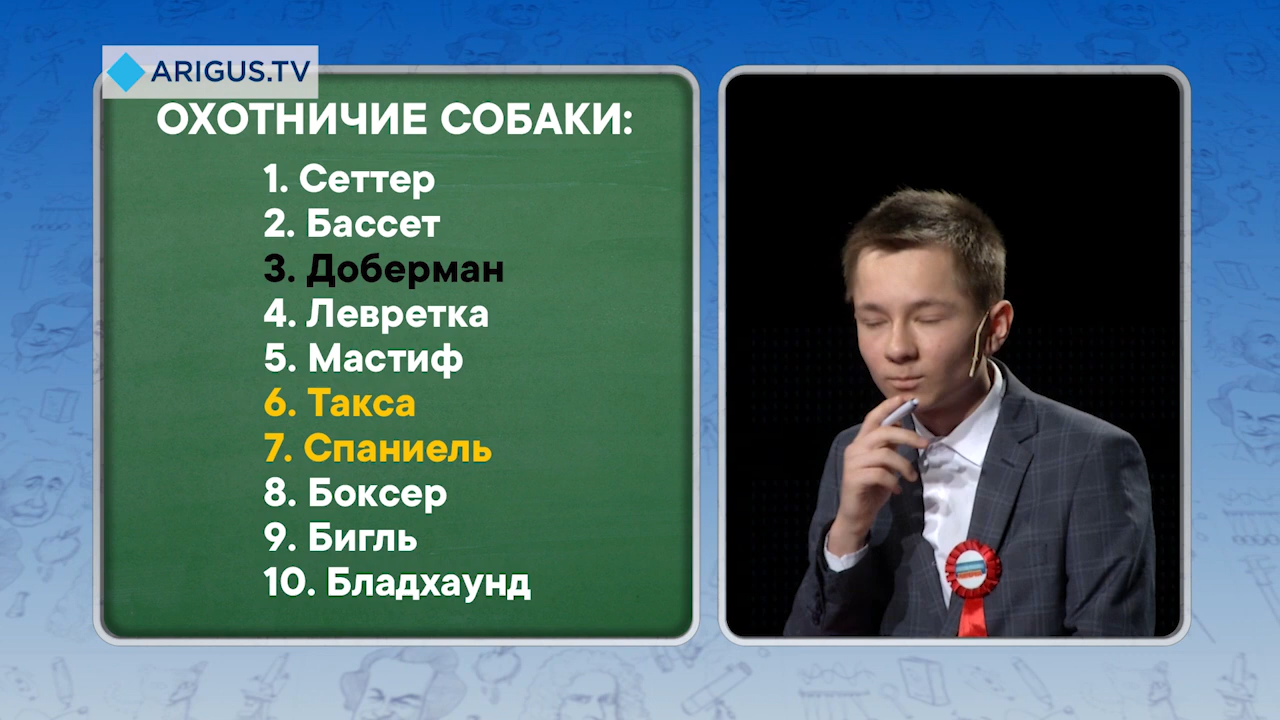 ARIGUS.TV
ОХОТНИЧИЕ СОБАКИ:
1. Сеттер
2. Бассет
3. Доберман
4. Левретка
5. Мастиф
6. Такса
7. Спаниель
8. Боксер
9. Бигль
10. Бладхаунд